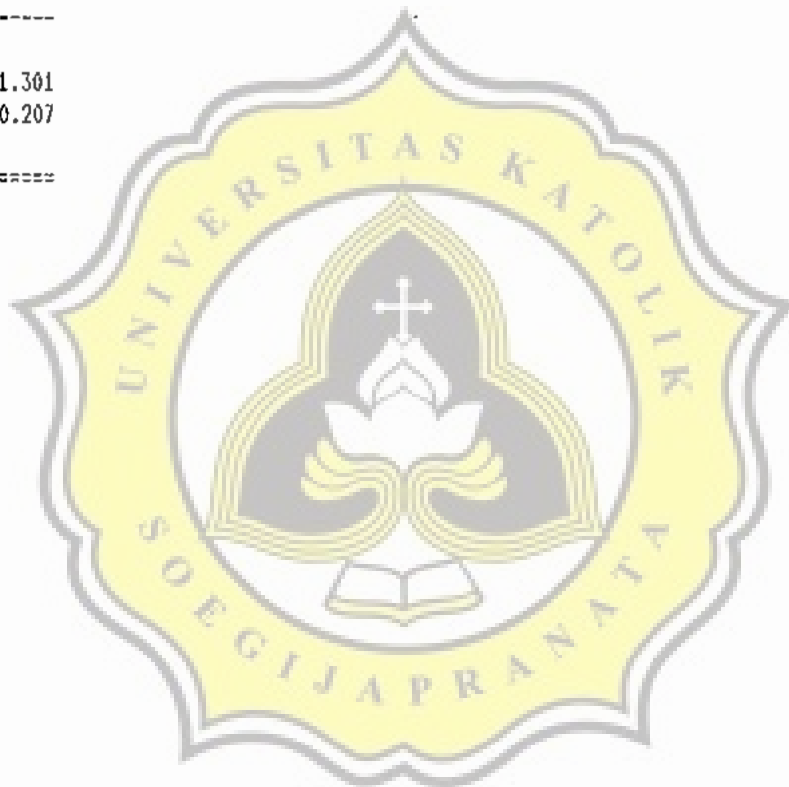 -----
1.301
0.207
=====
UNIVERSITAS KATOLIK
SOEGIJAPRANATA